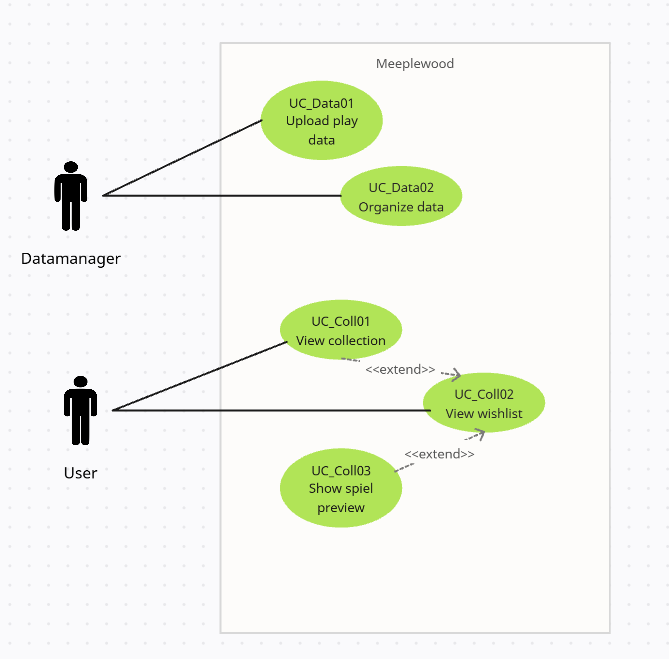 Meeplewood
UC_Data01
Upload play
data
UC_Data02
Organize data
Datamanager
UC_Coll01
View collection
<<extend>>
UC_Coll02
View wishlist
<<extend>>
User
UC_Coll03
Show spiel
preview